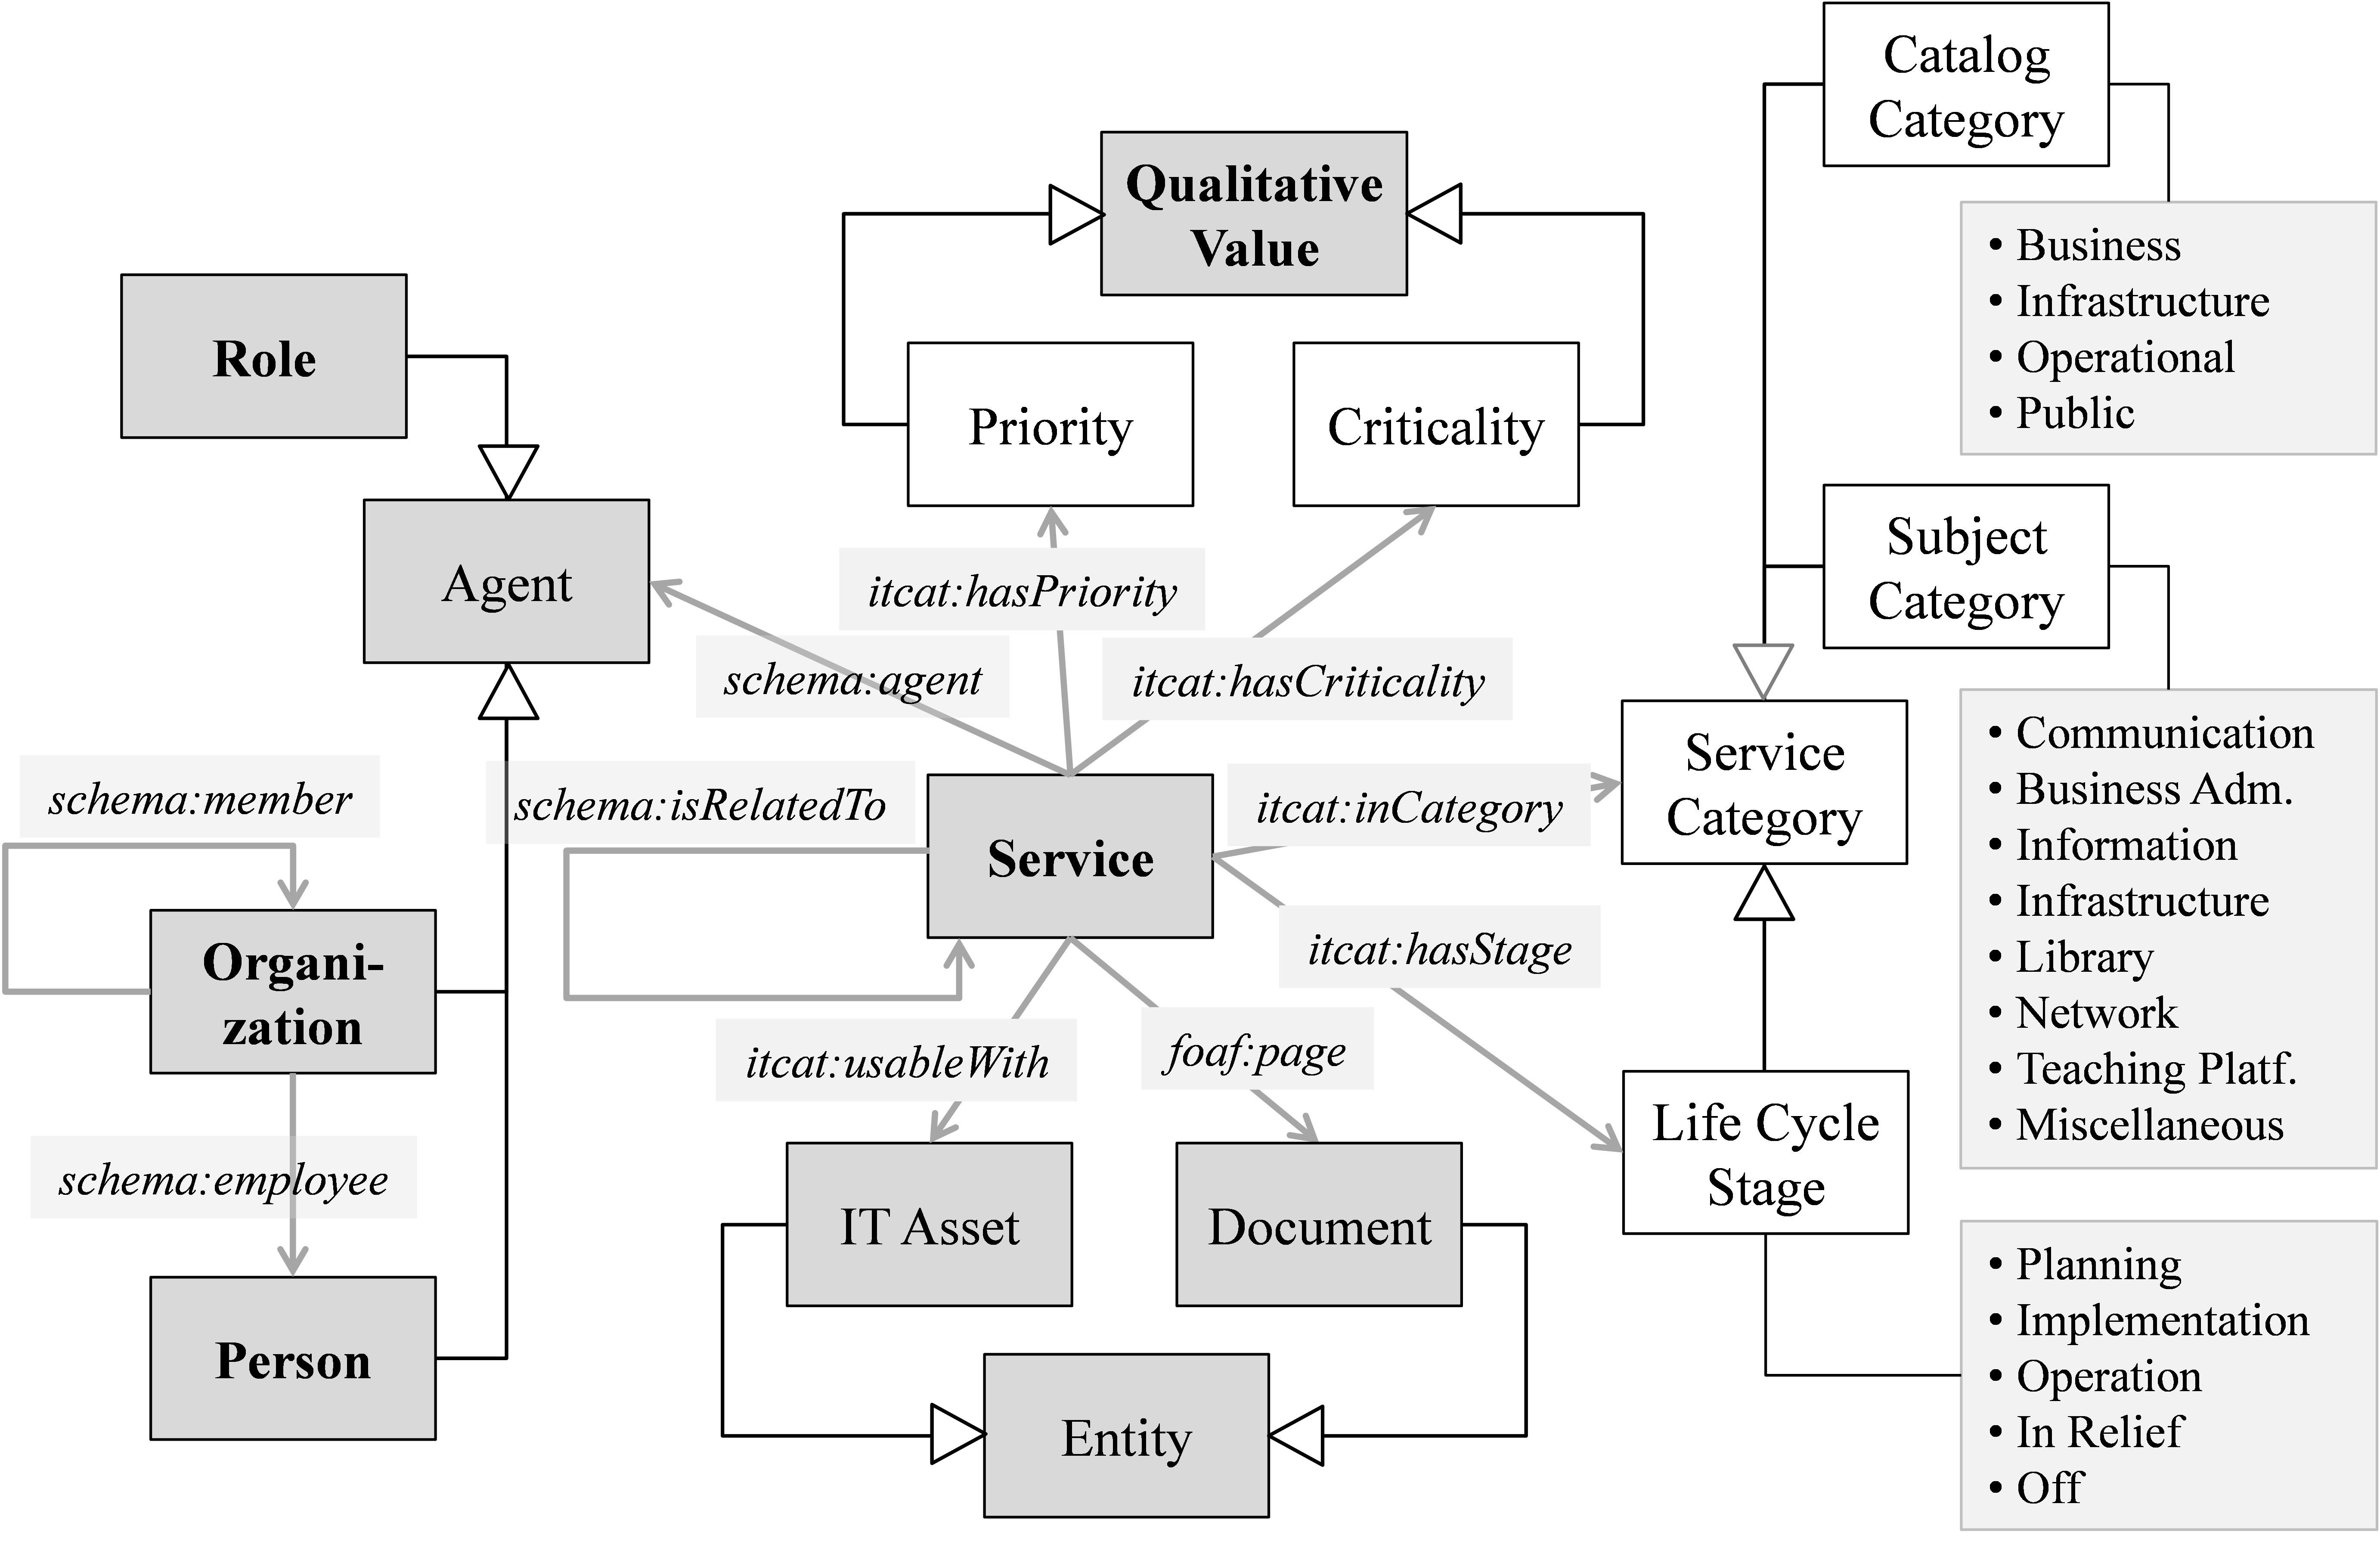 Catalog
Category
• Business
• Infrastructure
• Operational
• Public
Qualitative
Value
Role
Priority
Criticality
Subject
Category
Agent
itcat:hasPriority
schema:agent
itcat:hasCriticality
Service
Category
• Communication
• Business Adm.
• Information
• Infrastructure
• Library
• Network
• Teaching Platf.
• Miscellaneous
schema:member
schema:isRelatedTo
Service
itcat:inCategory
Organi-
zation
itcat:hasStage
itcat:usableWith
foaf:page
schema:employee
IT Asset
Document
Life Cycle
Stage
Person
Entity
• Planning
• Implementation
• Operation
• In Relief
• Off